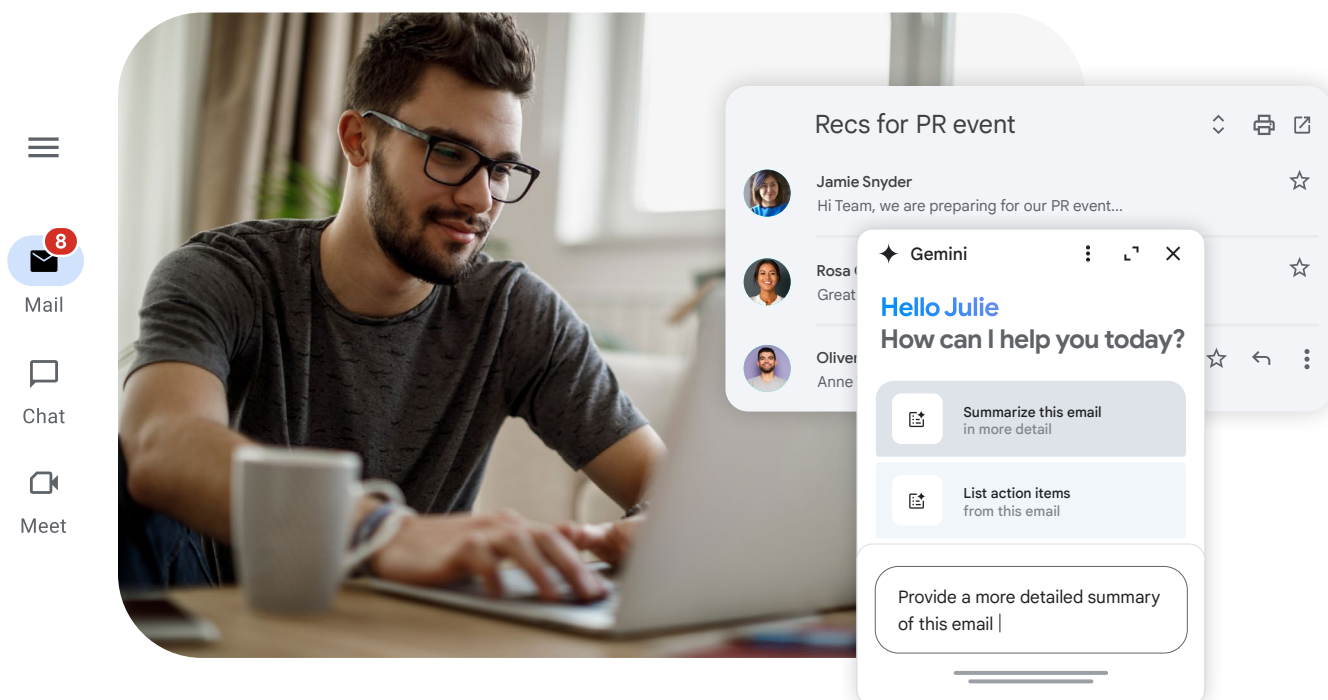 8
Mail
Chat
Meet
Recs for PR event
Jamie Snyder
Hi Team, we are preparing for our PR event...
Rosa
Great
Oliver
Anne
Gemini
Hello Julie
How can I help you today?
Summarize this email
in more detail
List action items
from this email
Provide a more detailed summary
of this email